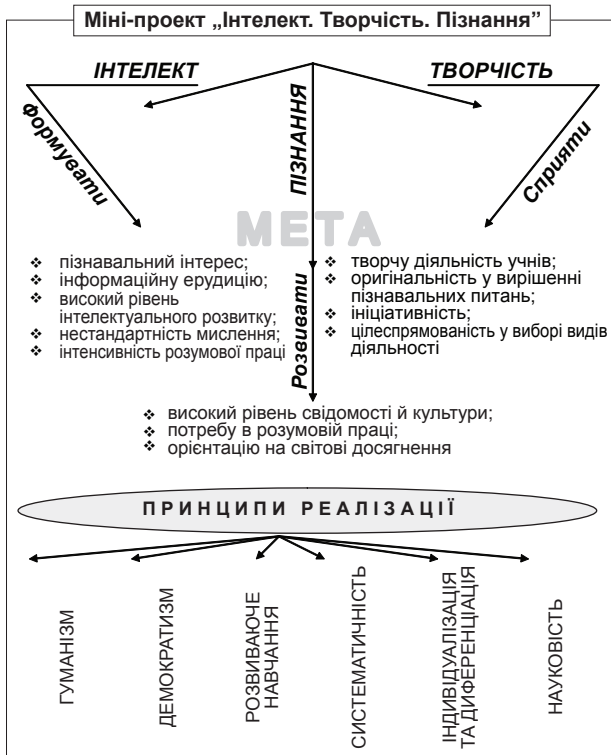 Міні-проект „Інтелект. Творчість. Пізнання”
ІНТЕЛЕКТ
ТВОРЧІСТЬ
ПІЗНАННЯ
Формувати
Сприяти
МЕТА
Розвивати
❖ пізнавальний інтерес;
❖ інформаційну ерудицію;
❖ високий рівень
інтелектуального розвитку;
❖ нестандартність мислення;
❖ інтенсивність розумової праці
❖ творчу діяльність учнів;
❖ оригінальність у вирішенні
пізнавальних питань;
❖ ініціативність;
❖ цілеспрямованість у виборі видів
діяльності
❖ високий рівень свідомості й культури;
❖ потребу в розумовій праці;
❖ орієнтацію на світові досягнення
ПРИНЦИПИ РЕАЛІЗАЦІЇ
ГУМАНІЗМ
ДЕМОКРАТИЗМ
РОЗВИВАЮЧЕ
НАВЧАННЯ
СИСТЕМАТИЧНІСТЬ
ІНДИВІДУАЛІЗАЦІЯ
ТА ДИФЕРЕНЦІАЦІЯ
НАУКОВІСТЬ